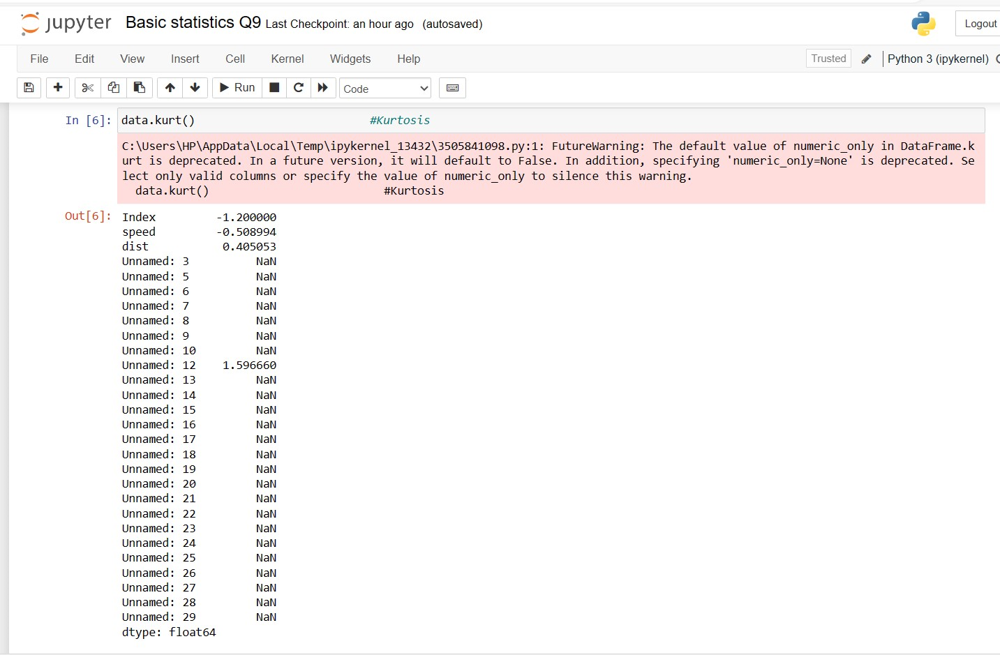 jupyter Basic statistics Q9 Last Checkpoint: an hour ago (autosaved) Logout
File Edit View Insert Cell Kernel Widgets Help Trusted Python 3 (ipykernel)
Run Code
In [6]: data.kurt() #Kurtosis
C:\Users\HP\AppData\Local\Temp\ipykernel_13432\3505841098.py:1: FutureWarning: The default value of numeric_only in DataFrame.k
urt is deprecated. In a future version, it will default to False. In addition, specifying 'numeric_only=None' is deprecated. Se
lect only valid columns or specify the value of numeric_only to silence this warning.
data.kurt() #Kurtosis
Out[6]: Index -1.200000
speed -0.508994
dist 0.405053
Unnamed: 3 NaN
Unnamed: 5 NaN
Unnamed: 6 NaN
Unnamed: 7 NaN
Unnamed: 8 NaN
Unnamed: 9 NaN
Unnamed: 10 NaN
Unnamed: 12 1.596660
Unnamed: 13 NaN
Unnamed: 14 NaN
Unnamed: 15 NaN
Unnamed: 16 NaN
Unnamed: 17 NaN
Unnamed: 18 NaN
Unnamed: 19 NaN
Unnamed: 20 NaN
Unnamed: 21 NaN
Unnamed: 22 NaN
Unnamed: 23 NaN
Unnamed: 24 NaN
Unnamed: 25 NaN
Unnamed: 26 NaN
Unnamed: 27 NaN
Unnamed: 28 NaN
Unnamed: 29 NaN
dtype: float64